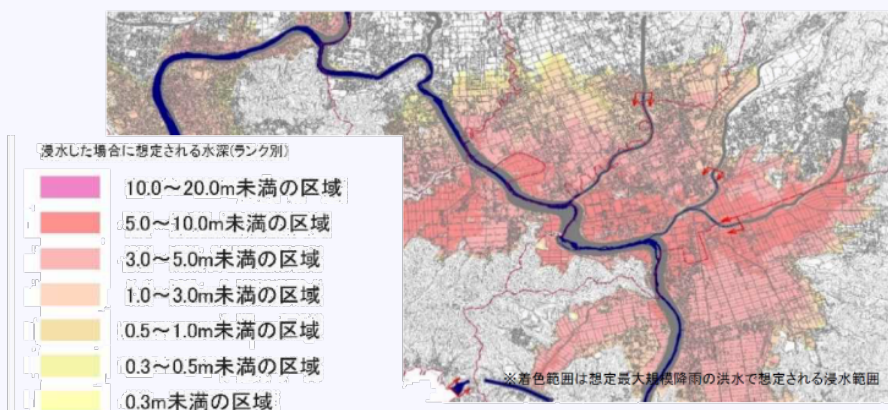 浸水した場合に想定される水深(ランク別)
10.0～20.0m未満の区域
5.0～10.0m未満の区域
3.0～5.0m未満の区域
1.0～3.0m未満の区域
0.5～1.0m未満の区域
0.3～0.5m未満の区域
0.3m未満の区域
※着色範囲は想定最大規模降雨の洪水で想定される浸水範囲